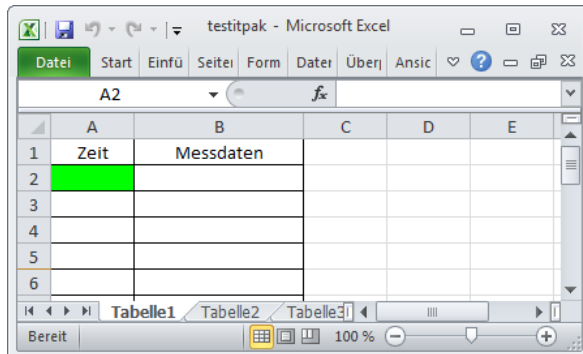 testitpak - Microsoft Excel
Datei Start Einfü Seiter Form Dater Überp Ansic
A2 fx
A B C D E
1 Zeit Messdaten
2
3
4
5
6
Tabelle1 Tabelle2 Tabelle3
Bereit 100 %